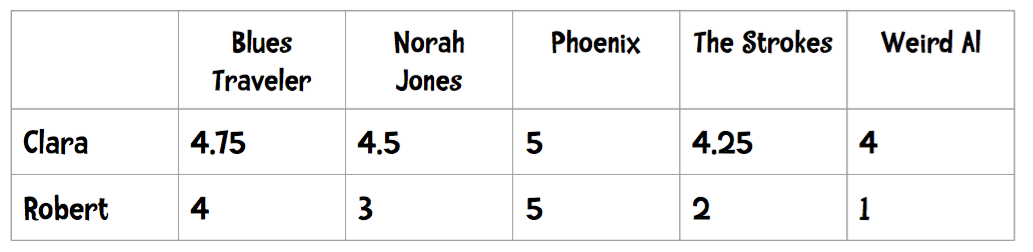 Blues Traveler Norah Jones Phoenix The Strokes Weird Al
Clara 4.75 4.5 5 4.25 4
Robert 4 3 5 2 1